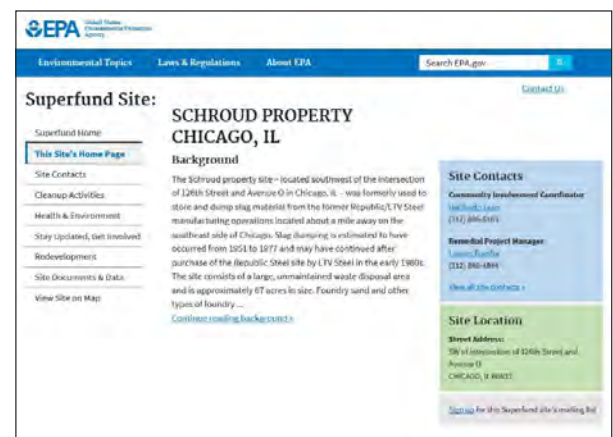 EPA
United States
Environmental Protection
Agency
Environmental Topics
Laws & Regulations
About EPA
Search EPA.gov
Contact Us
Superfund Site:
Superfund Home
This Site's Home Page
Site Contacts
Cleanup Activities
Health & Environment
Stay Updated, Get Involved
Redevelopment
Site Documents & Data
View Site on Map
SCHROUD PROPERTY
CHICAGO, IL
Background
The Schroud property site – located southwest of the intersection
of 126th Street and Avenue O in Chicago, IL – was formerly used to
store and dump slag material from the former Republic/LTV Steel
manufacturing operations located about a mile away on the
southeast side of Chicago. Slag dumping is estimated to have
occurred from 1951 to 1977 and may have continued after
purchase of the Republic Steel site by LTV Steel in the early 1980s.
The site consists of a large, unmaintained waste disposal area
and is approximately 67 acres in size. Foundry sand and other
types of foundry ...
Continue reading background »
Site Contacts
Community Involvement Coordinator
(312)
Remedial Project Manager
(312)
View all site contacts »
Site Location
Street Address:
SW of intersection of 126th Street and
Avenue O
CHICAGO, IL 60633
Sign up for this Superfund site's mailing list